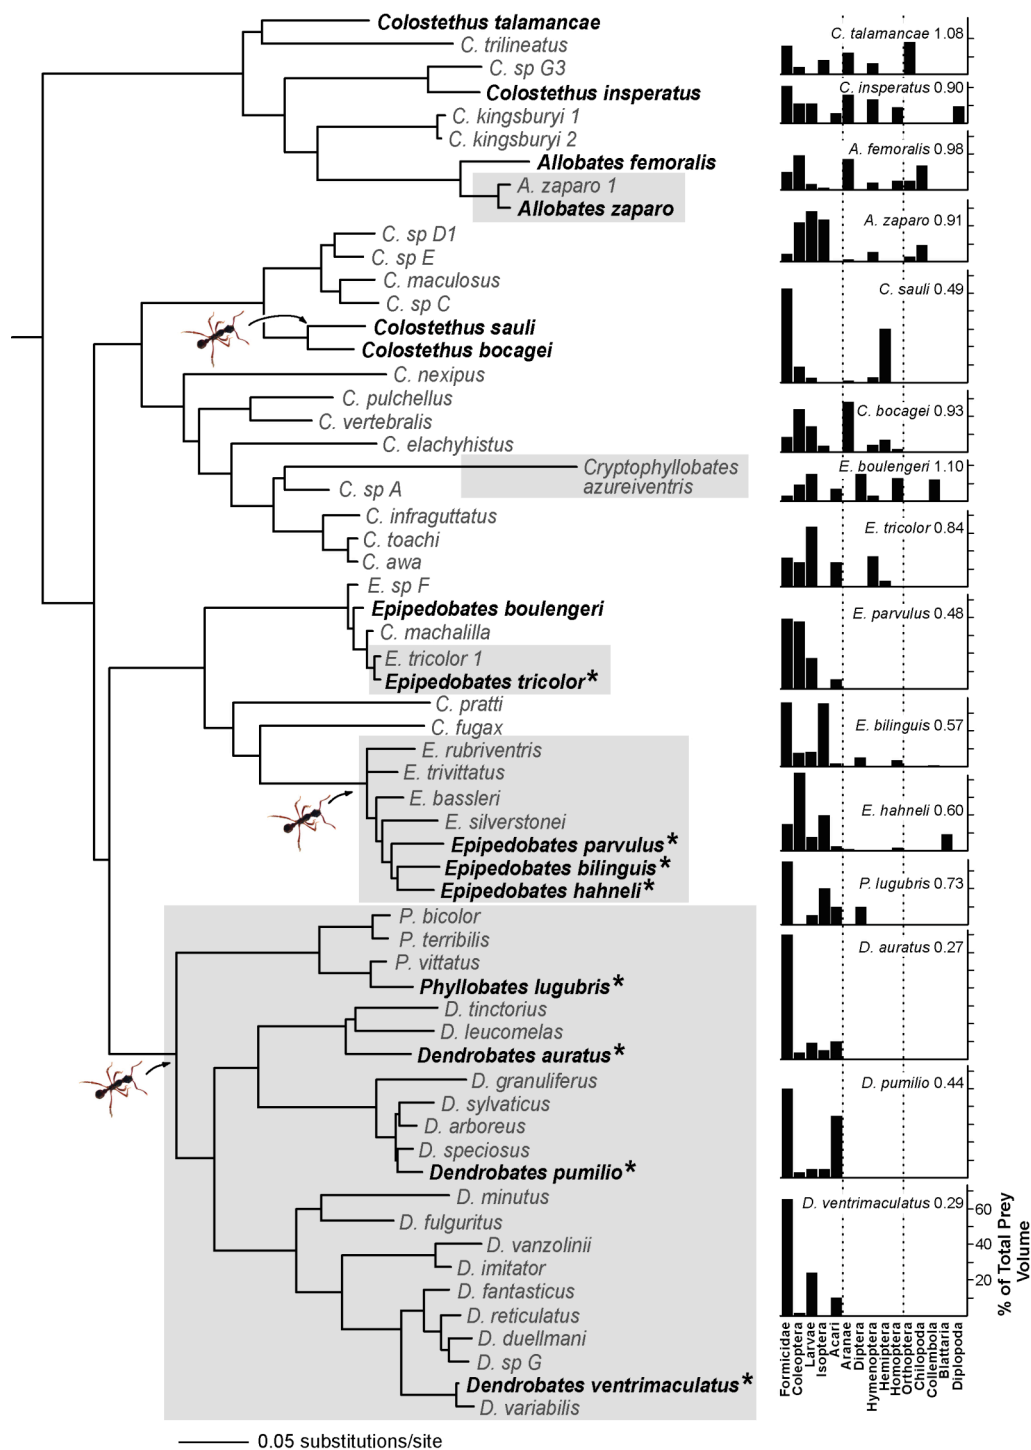 Colostethus talamancae
C. trilineatus
C. sp G3
Colostethus insperatus
C. kingsburyi 1
C. kingsburyi 2
Allobates femoralis
A. zaparo 1
Allobates zaparo
C. sp D1
C. sp E
C. maculosus
C. sp C
Colostethus sauli
Colostethus bocagei
C. nexipus
C. pulchellus
C. vertebralis
C. elachyhistus
Cryptophyllobates
azureiventris
C. sp A
C. infraguttatus
C. toachi
C. awa
E. sp F
Epipedobates boulengeri
C. machalilla
E. tricolor 1
Epipedobates tricolor*
C. pratti
C. fugax
E. rubriventris
E. trivittatus
E. bassleri
E. silverstonei
Epipedobates parvulus*
Epipedobates bilinguis*
Epipedobates hahneli*
P. bicolor
P. terribilis
P. vittatus
Phyllobates lugubris*
D. tinctorius
D. leucomelas
Dendrobates auratus*
D. granuliferus
D. sylvaticus
D. arboreus
D. speciosus
Dendrobates pumilio*
D. minutus
D. fulguritus
D. vanzolinii
D. imitator
D. fantasticus
D. reticulatus
D. duellmani
D. sp G
Dendrobates ventrimaculatus*
D. variabilis
0.05 substitutions/site
C. talamancae 1.08
C. insperatus 0.90
A. femoralis 0.98
A. zaparo 0.91
C. sauli 0.49
C. bocagei 0.93
E. boulengeri 1.10
E. tricolor 0.84
E. parvulus 0.48
E. bilinguis 0.57
E. hahneli 0.60
P. lugubris 0.73
D. auratus 0.27
D. pumilio 0.44
D. ventrimaculatus 0.29
60
40
20
% of Total Prey
Volume
Formicidae
Coleoptera
Larvae
Isoptera
Acari
Aranae
Diptera
Hymenoptera
Hemiptera
Homoptera
Orthoptera
Chilopoda
Collembola
Blattaria
Diplopoda